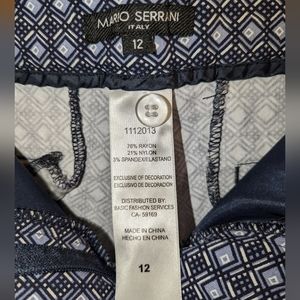 MARIO SERRANI
ITALY
12
1112013
76% RAYON
21% NYLON
3% SPANDEX/ELASTANO
EXCLUSIVE OF DECORATION
EXCLUSIVO DE DECORACION
DISTRIBUTED BY:
BASIC FASHION SERVICES
CA- 59169
MADE IN CHINA
HECHO EN CHINA
12